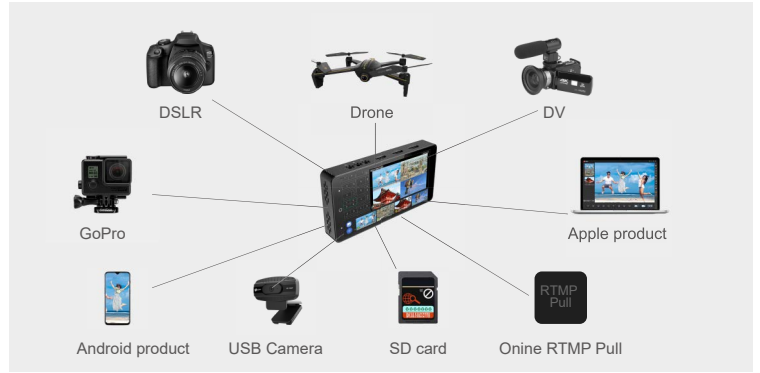 DSLR
Drone
DV
GoPro
Apple product
RTMP
Pull
Android product
USB Camera
SD card
Onine RTMP Pull